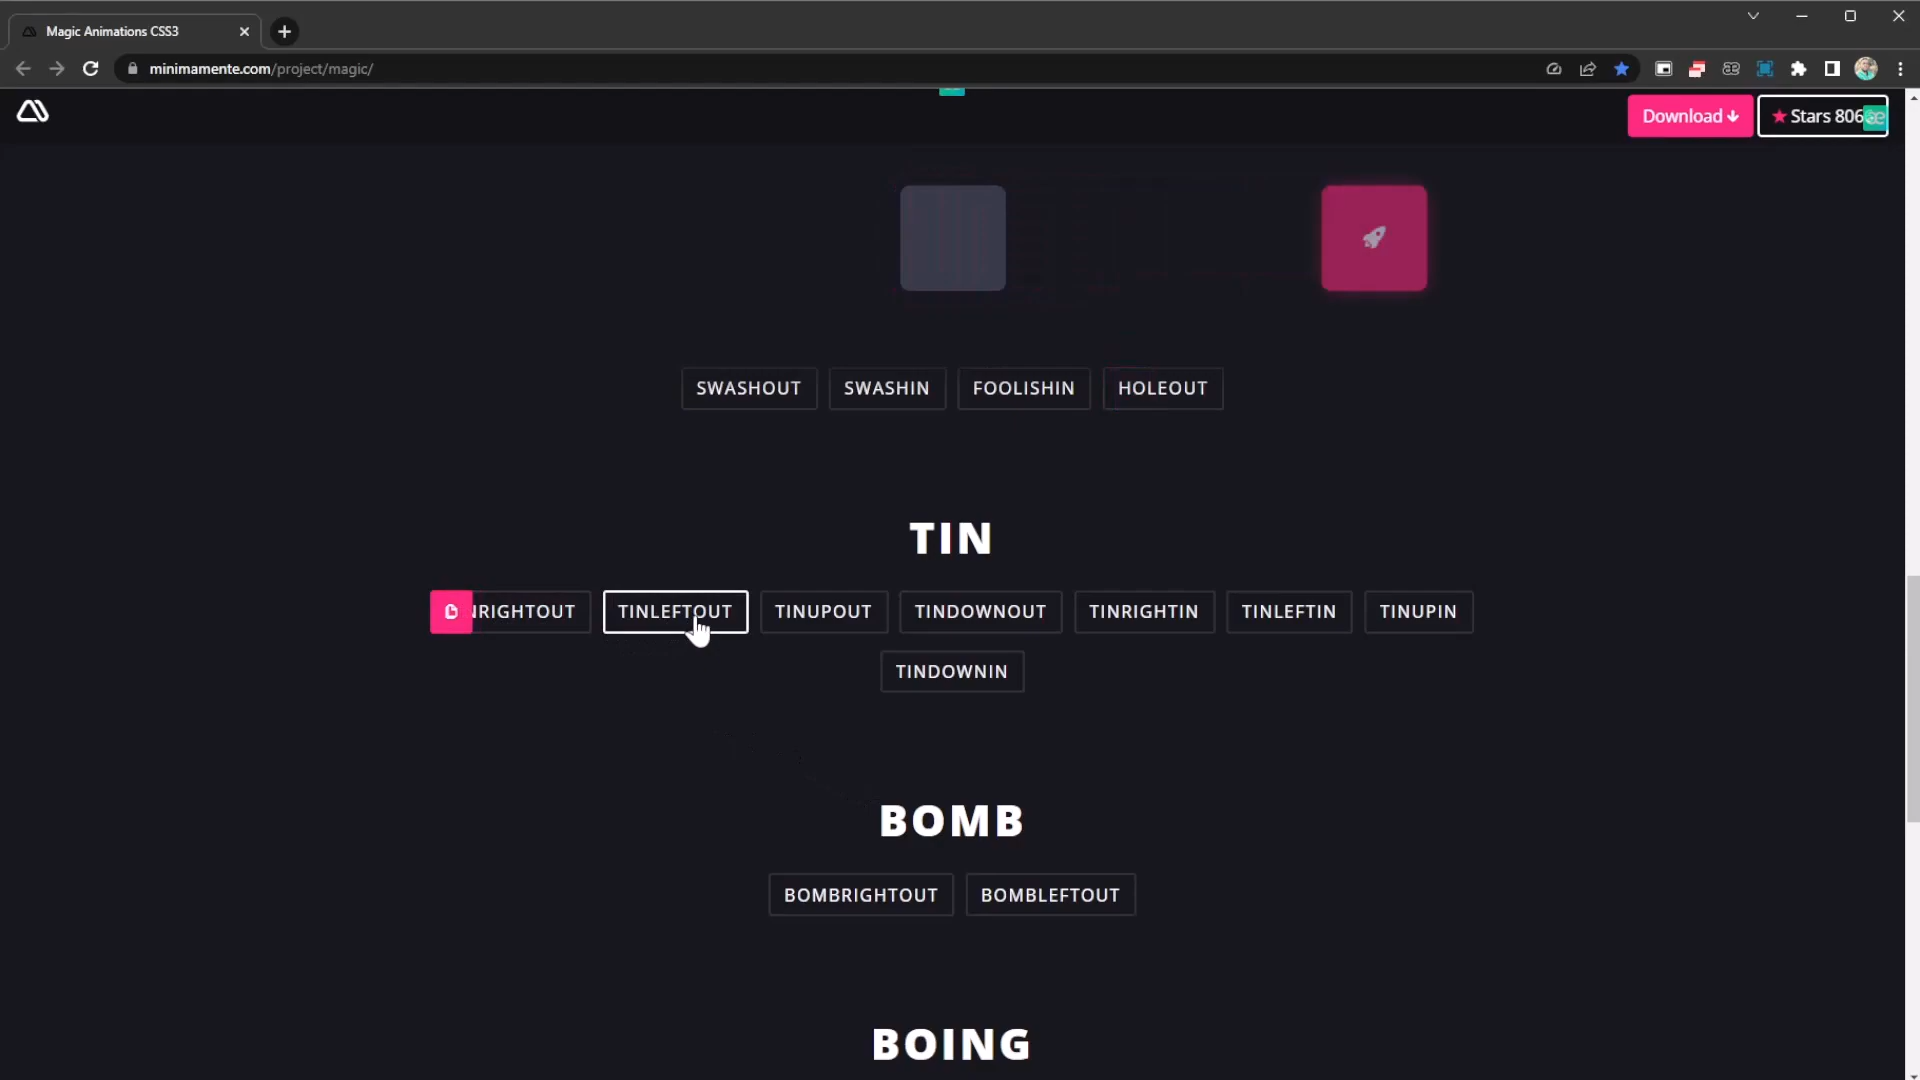 Magic Animations CSS3
minimamente.com/project/magic/
Download
Stars 806
SWASHOUT SWASHIN FOOLISHIN HOLEOUT
TIN
NRIGHTOUT TINLEFTOUT TINUPOUT TINDOWNOUT TINRIGHTIN TINLEFTIN TINUPIN
TINDOWNIN
BOMB
BOMBRIGHTOUT BOMBLEFTOUT
BOING